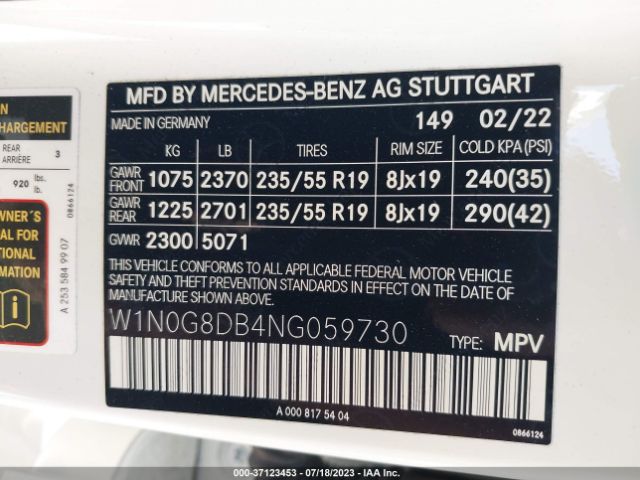 N
HARGEMENT
REAR
ARRIÈRE 3
920 lbs.
lb.
0866124
WNER´S
AL FOR
TIONAL
RMATION
A 253 584 99 07
MFD BY MERCEDES-BENZ AG STUTTGART
MADE IN GERMANY 149 02/22
KG LB TIRES RIM SIZE COLD KPA(PSI)
GAWR FRONT 1075 2370 235/55 R19 8Jx19 240(35)
GAWR REAR 1225 2701 235/55 R19 8Jx19 290(42)
GVWR 2300 5071
THIS VEHICLE CONFORMS TO ALL APPLICABLE FEDERAL MOTOR VEHICLE
SAFETY AND THEFT PREVENTION STANDARDS IN EFFECT ON THE DATE
OF MANUFACTURE SHOWN ABOVE.
W1N0G8DB4NG059730 TYPE: MPV
A 000 817 54 04
0866124
000-37123453 - 07/18/2023 - IAA Inc.